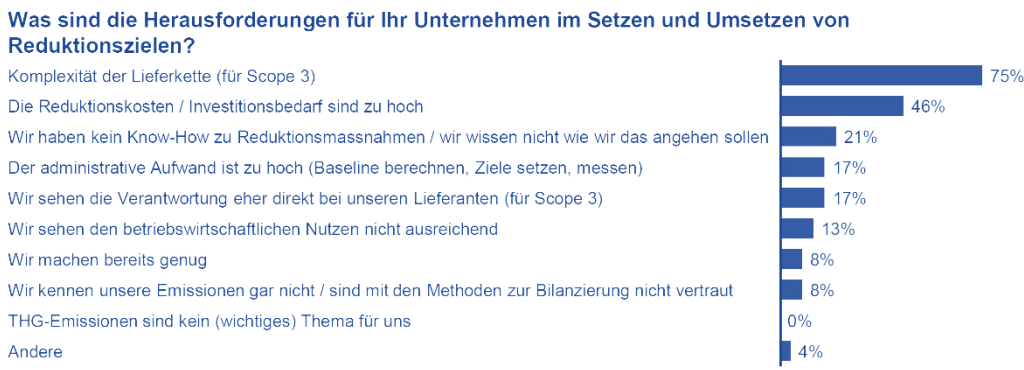 Was sind die Herausforderungen für Ihr Unternehmen im Setzen und Umsetzen von
Reduktionszielen?
Komplexität der Lieferkette (für Scope 3) 75%
Die Reduktionskosten / Investitionsbedarf sind zu hoch 46%
Wir haben kein Know-How zu Reduktionsmassnahmen / wir wissen nicht wie wir das angehen sollen 21%
Der administrative Aufwand ist zu hoch (Baseline berechnen, Ziele setzen, messen) 17%
Wir sehen die Verantwortung eher direkt bei unseren Lieferanten (für Scope 3) 17%
Wir sehen den betriebswirtschaftlichen Nutzen nicht ausreichend 13%
Wir machen bereits genug 8%
Wir kennen unsere Emissionen gar nicht / sind mit den Methoden zur Bilanzierung nicht vertraut 8%
THG-Emissionen sind kein (wichtiges) Thema für uns 0%
Andere 4%